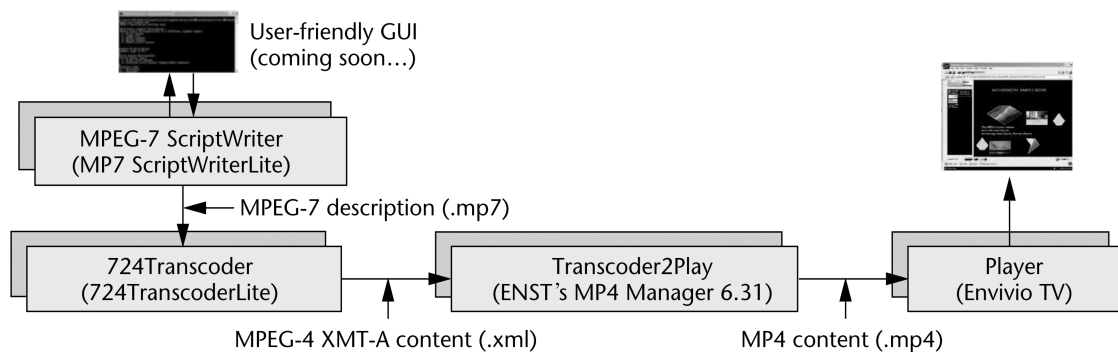 User-friendly GUI
(coming soon…)
MPEG-7 ScriptWriter
(MP7 ScriptWriterLite)
MPEG-7 description (.mp7)
724Transcoder
(724TranscoderLite)
Transcoder2Play
(ENST's MP4 Manager 6.31)
Player
(Envivio TV)
MPEG-4 XMT-A content (.xml)
MP4 content (.mp4)